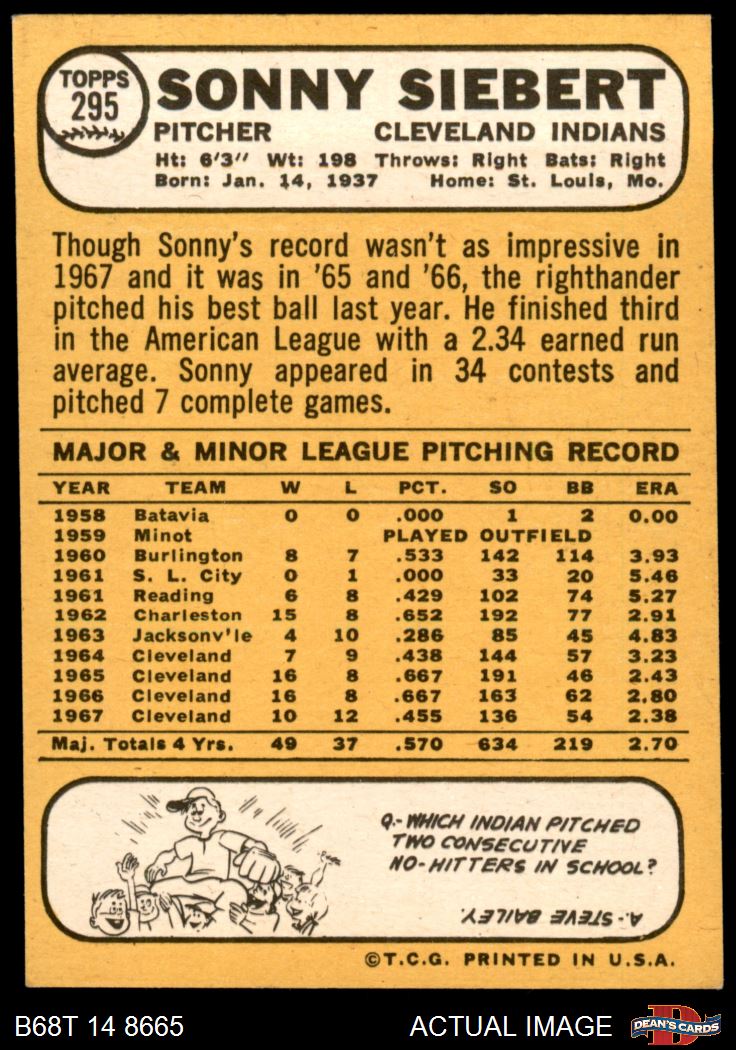 TOPPS
295
SONNY SIEBERT
PITCHER CLEVELAND INDIANS
Ht: 6'3" Wt: 198 Throws: Right Bats: Right
Born: Jan. 14, 1937 Home: St. Louis, Mo.
Though Sonny's record wasn't as impressive in
1967 and it was in '65 and '66, the righthander
pitched his best ball last year. He finished third
in the American League with a 2.34 earned run
average. Sonny appeared in 34 contests and
pitched 7 complete games.
MAJOR & MINOR LEAGUE PITCHING RECORD
YEAR TEAM W L PCT. SO BB ERA
1958 Batavia 0 0 .000 1 2 0.00
1959 Minot PLAYED OUTFIELD
1960 Burlington 8 7 .533 142 114 3.93
1961 S. L. City 0 1 .000 33 20 5.46
1961 Reading 6 8 .429 102 74 5.27
1962 Charleston 15 8 .652 192 77 2.91
1963 Jacksonv'le 4 10 .286 85 45 4.83
1964 Cleveland 7 9 .438 144 57 3.23
1965 Cleveland 16 8 .667 191 46 2.43
1966 Cleveland 16 8 .667 163 62 2.80
1967 Cleveland 10 12 .455 136 54 2.38
Maj. Totals 4 Yrs. 49 37 .570 634 219 2.70
Q.- WHICH INDIAN PITCHED
TWO CONSECUTIVE
NO-HITTERS IN SCHOOL?
A.- STEVE BAILEY.
©T.C.G. PRINTED IN U.S.A.
B68T 14 8665 ACTUAL IMAGE
D
DEAN'S CARDS